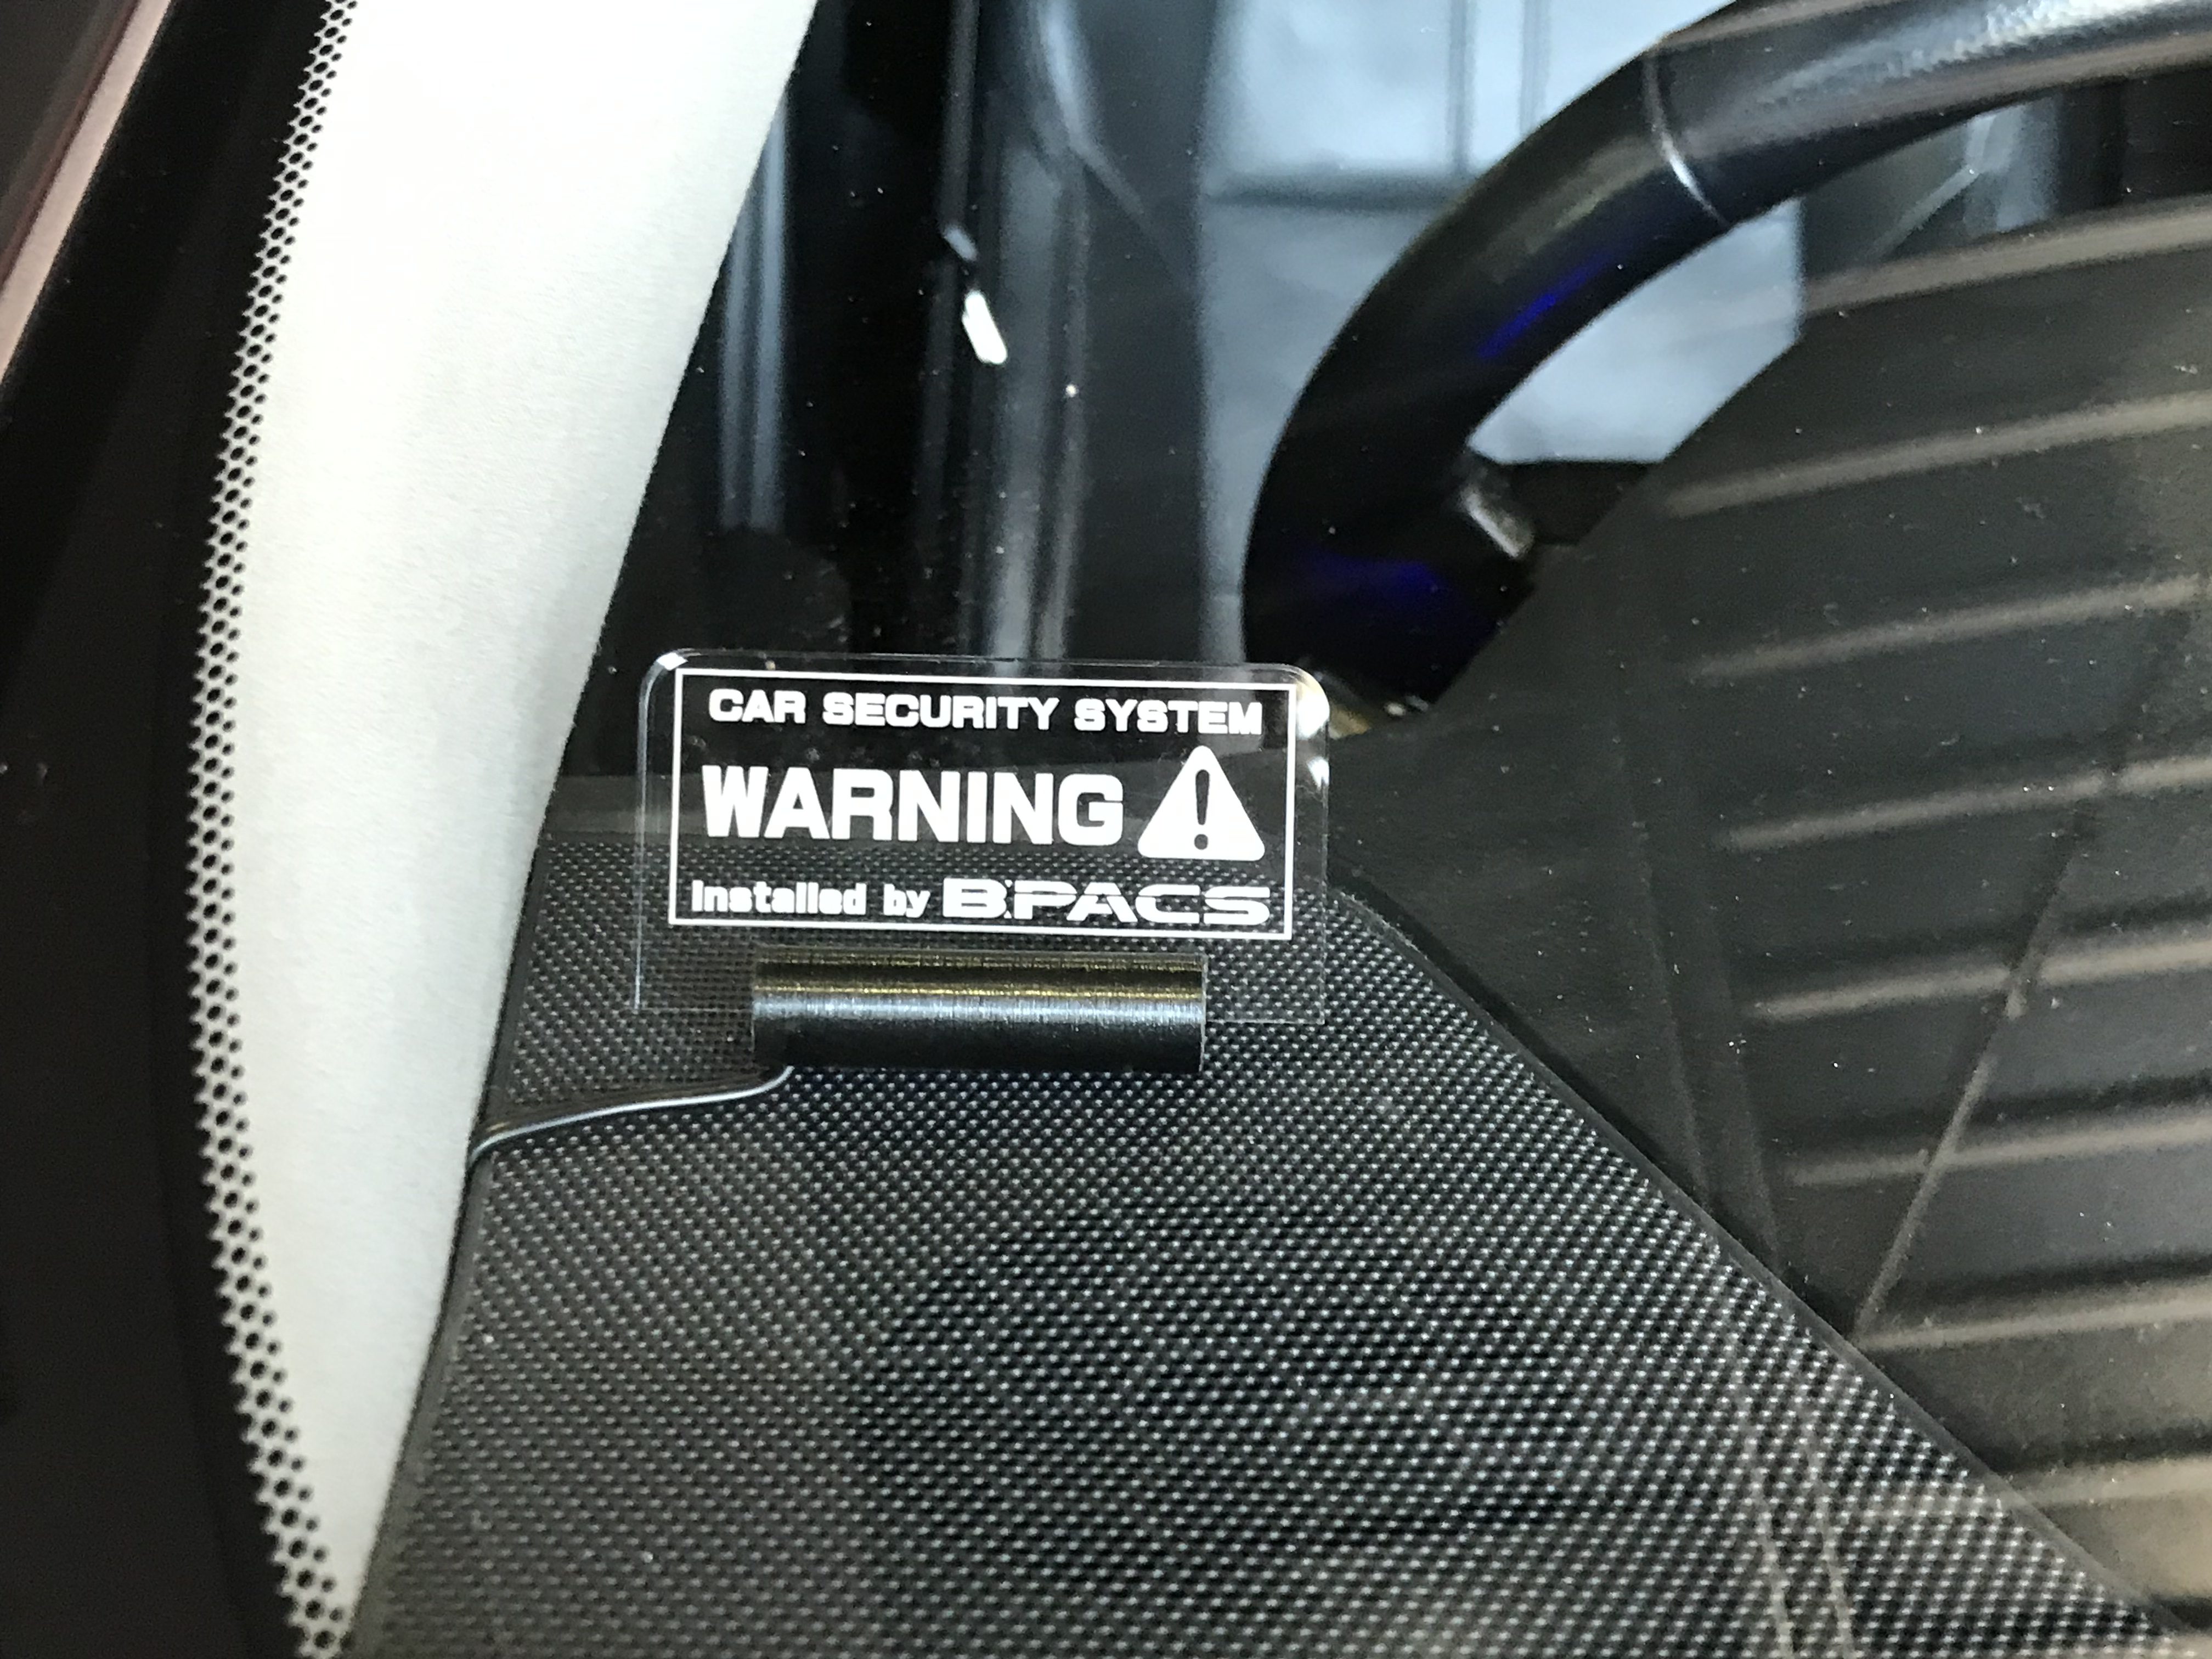 CAR SECURITY SYSTEM
WARNING
Installed by B:PACS